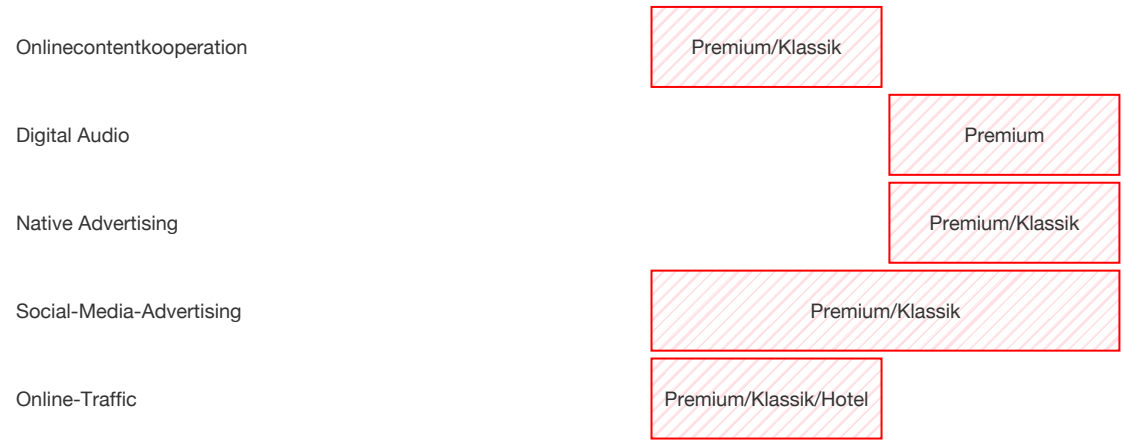 Onlinecontentkooperation Premium/Klassik
Digital Audio Premium
Native Advertising Premium/Klassik
Social-Media-Advertising Premium/Klassik
Online-Traffic Premium/Klassik/Hotel